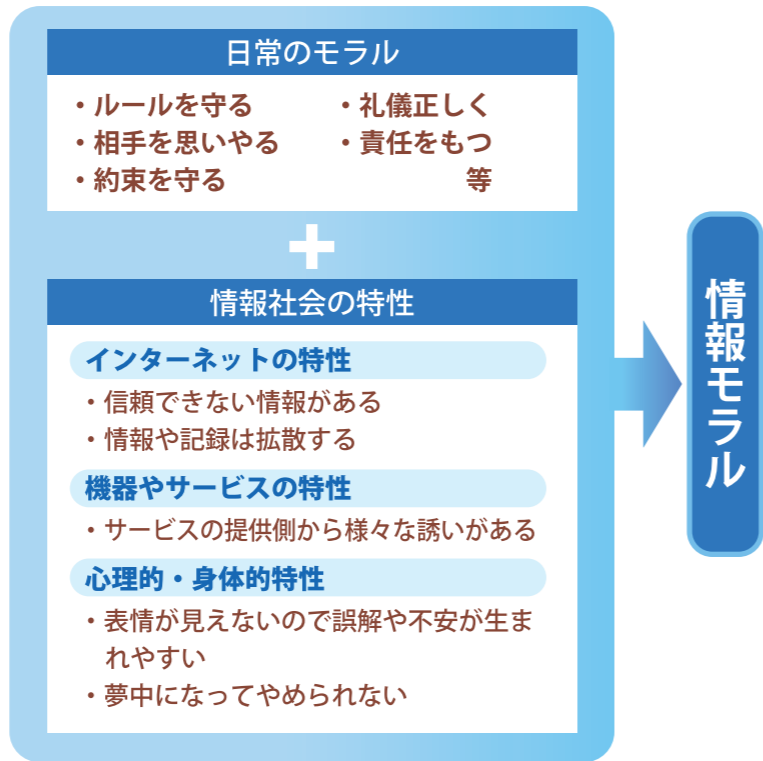 日常のモラル
・ルールを守る
・相手を思いやる
・約束を守る
・礼儀正しく
・責任をもつ
等
+
情報社会の特性
インターネットの特性
・信頼できない情報がある
・情報や記録は拡散する
機器やサービスの特性
・サービスの提供側から様々な誘いがある
心理的・身体的特性
・表情が見えないので誤解や不安が生ま
れやすい
・夢中になってやめられない
情報モラル